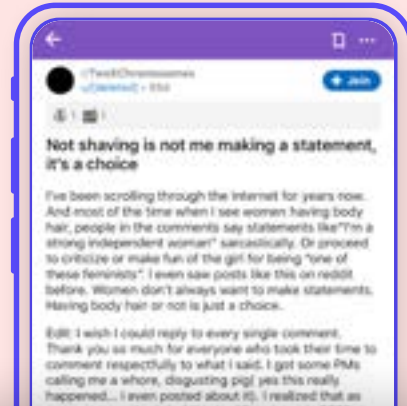 r/TwoXChromosomes
u/[deleted] •
+ Join
1 1
Not shaving is not me making a statement,
it's a choice
I've been scrolling through the Internet for years now.
And most of the time when I see women having body
hair, people in the comments say statements like"I'm a
strong independent woman" sarcastically. Or proceed
to criticize or make fun of the girl for being "one of
these feminists". I even saw posts like this on reddit
before. Women don't always want to make statements.
Having body hair or not is just a choice.
Edit: I wish I could reply to every single comment.
Thank you so much for everyone who took their time to
comment respectfully to what I said. I got some PMs
calling me a whore, disgusting pig( yes this really
happened... I even posted about it). I realized that as